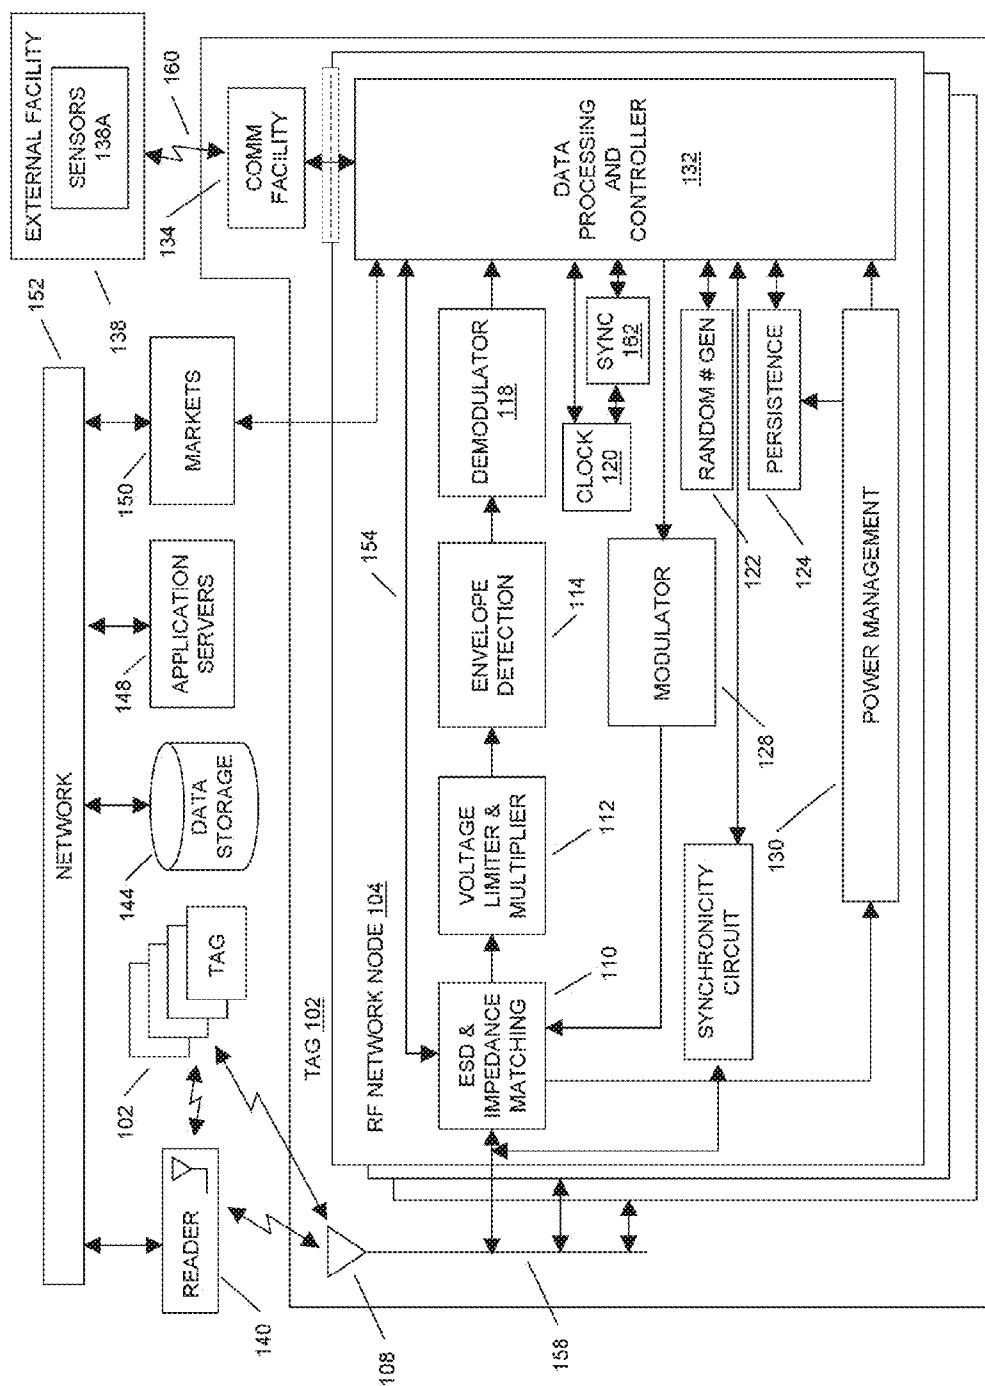 152
NETWORK
EXTERNAL FACILITY
SENSORS
138A
138
160
READER
140
102
TAG
144
DATA
STORAGE
148
APPLICATION
SERVERS
150
MARKETS
134
COMM
FACILITY
108
158
TAG 102
RF NETWORK NODE 104
154
ESD &
IMPEDANCE
MATCHING
110
VOLTAGE
LIMITER &
MULTIPLIER
112
ENVELOPE
DETECTION
114
DEMODULATOR
118
CLOCK
120
SYNC
162
DATA
PROCESSING
AND
CONTROLLER
132
MODULATOR
128
RANDOM # GEN
122
SYNCHRONICITY
CIRCUIT
PERSISTENCE
124
130
POWER MANAGEMENT